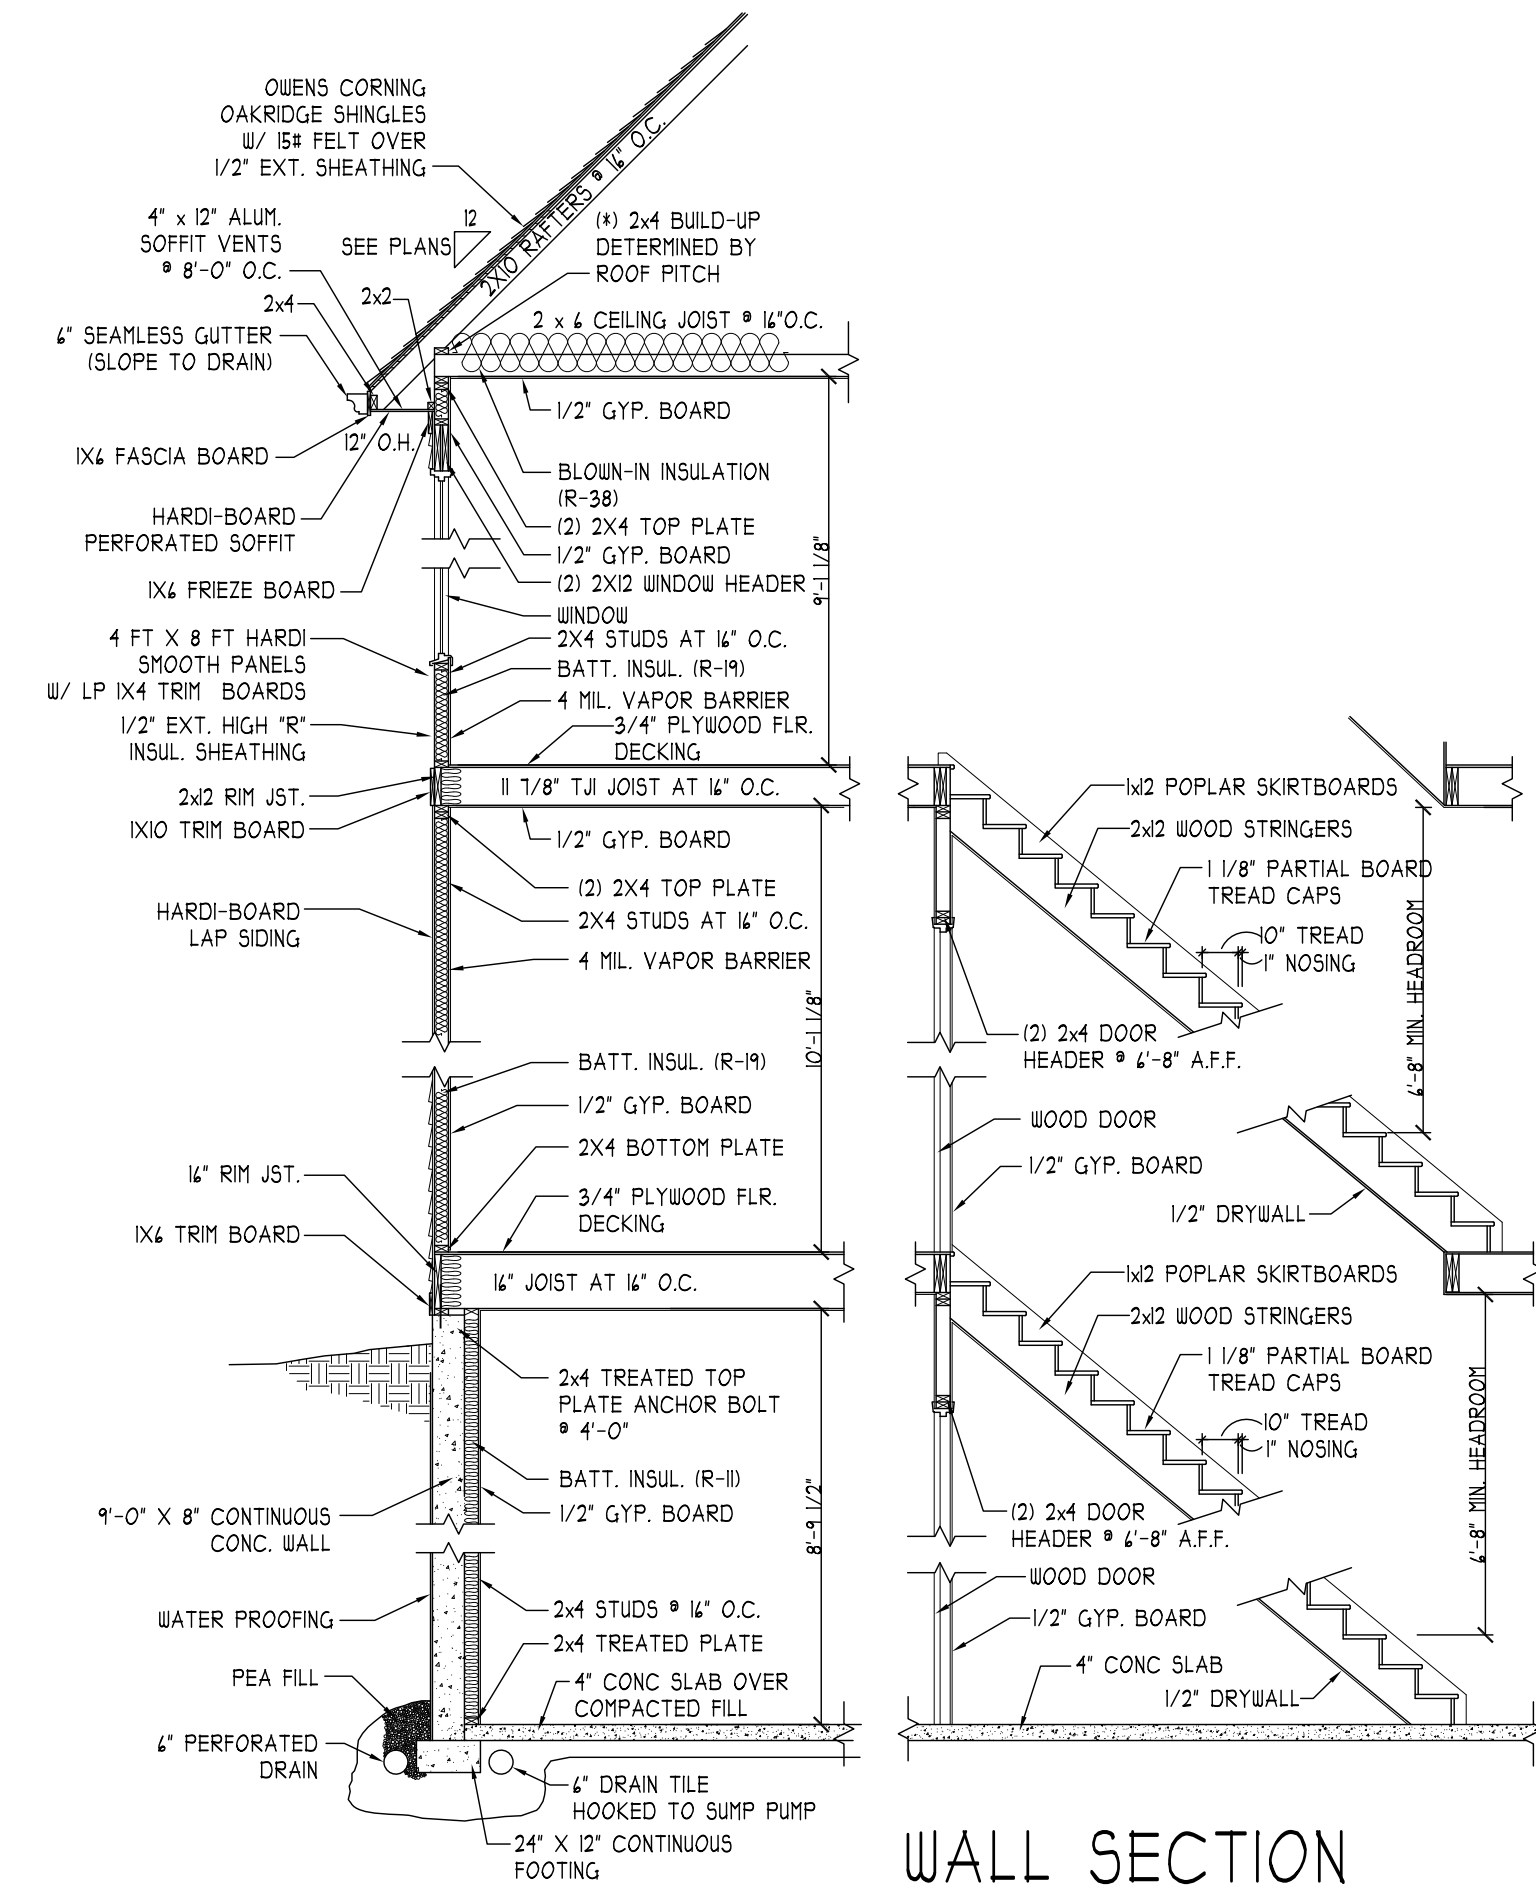 OWENS CORNING
OAKRIDGE SHINGLES
W/ 15# FELT OVER
1/2" EXT. SHEATHING
4" x 12" ALUM.
SOFFIT VENTS
@ 8'-0" O.C.
12
SEE PLANS
2X10 RAFTERS @ 16" O.C.
(*) 2x4 BUILD-UP
DETERMINED BY
ROOF PITCH
2x4
2x2
6" SEAMLESS GUTTER
(SLOPE TO DRAIN)
2 x 6 CEILING JOIST @ 16"O.C.
1/2" GYP. BOARD
12" O.H.
1X6 FASCIA BOARD
BLOWN-IN INSULATION
(R-38)
HARDI-BOARD
PERFORATED SOFFIT
(2) 2X4 TOP PLATE
1/2" GYP. BOARD
(2) 2X12 WINDOW HEADER
9'-1 1/8"
1X6 FRIEZE BOARD
WINDOW
4 FT X 8 FT HARDI
SMOOTH PANELS
W/ LP 1X4 TRIM BOARDS
2X4 STUDS AT 16" O.C.
BATT. INSUL. (R-19)
4 MIL. VAPOR BARRIER
1/2" EXT. HIGH "R"
INSUL. SHEATHING
3/4" PLYWOOD FLR.
DECKING
2x12 RIM JST.
1X10 TRIM BOARD
11 7/8" TJI JOIST AT 16" O.C.
1/2" GYP. BOARD
(2) 2X4 TOP PLATE
HARDI-BOARD
LAP SIDING
2X4 STUDS AT 16" O.C.
4 MIL. VAPOR BARRIER
10'-1 1/8"
BATT. INSUL. (R-19)
1/2" GYP. BOARD
2X4 BOTTOM PLATE
16" RIM JST.
3/4" PLYWOOD FLR.
DECKING
1X6 TRIM BOARD
16" JOIST AT 16" O.C.
2x4 TREATED TOP
PLATE ANCHOR BOLT
@ 4'-0"
BATT. INSUL. (R-11)
1/2" GYP. BOARD
9'-0" X 8" CONTINUOUS
CONC. WALL
8'-9 1/2"
WATER PROOFING
2x4 STUDS @ 16" O.C.
2x4 TREATED PLATE
PEA FILL
4" CONC SLAB OVER
COMPACTED FILL
6" PERFORATED
DRAIN
6" DRAIN TILE
HOOKED TO SUMP PUMP
24" X 12" CONTINUOUS
FOOTING
1x12 POPLAR SKIRTBOARDS
2x12 WOOD STRINGERS
1 1/8" PARTIAL BOARD
TREAD CAPS
10" TREAD
1" NOSING
6'-8" MIN. HEADROOM
(2) 2x4 DOOR
HEADER @ 6'-8" A.F.F.
WOOD DOOR
1/2" GYP. BOARD
1/2" DRYWALL
1x12 POPLAR SKIRTBOARDS
2x12 WOOD STRINGERS
1 1/8" PARTIAL BOARD
TREAD CAPS
10" TREAD
1" NOSING
6'-8" MIN. HEADROOM
(2) 2x4 DOOR
HEADER @ 6'-8" A.F.F.
WOOD DOOR
1/2" GYP. BOARD
4" CONC SLAB
1/2" DRYWALL
WALL SECTION